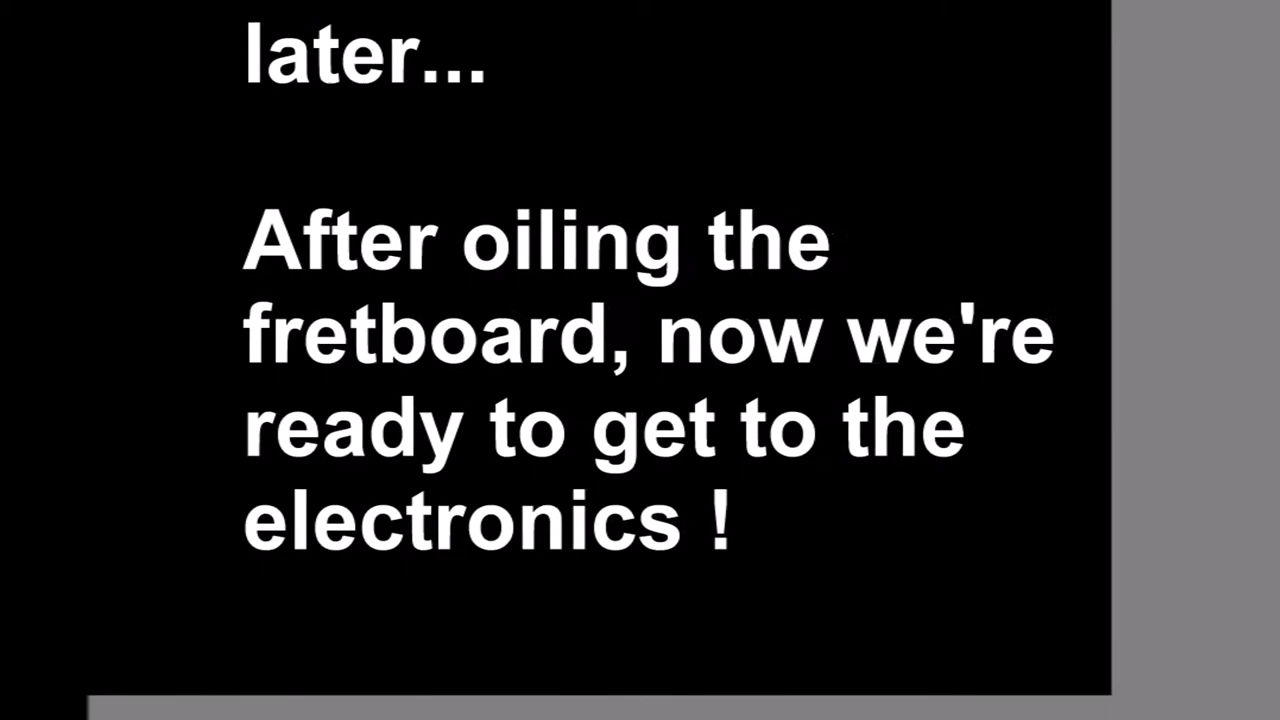 later...
After oiling the
fretboard, now we're
ready to get to the
electronics !